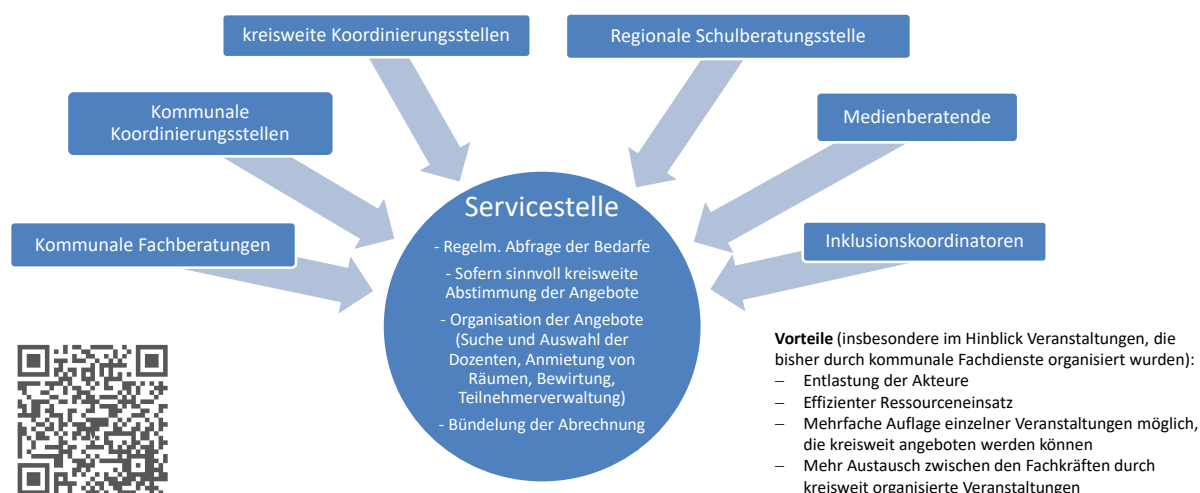 kreisweite Koordinierungsstellen
Regionale Schulberatungsstelle
Kommunale
Koordinierungsstellen
Medienberatende
Kommunale Fachberatungen
Inklusionskoordinatoren
Servicestelle
- Regelm. Abfrage der Bedarfe
- Sofern sinnvoll kreisweite
Abstimmung der Angebote
- Organisation der Angebote
(Suche und Auswahl der
Dozenten, Anmietung von
Räumen, Bewirtung,
Teilnehmerverwaltung)
- Bündelung der Abrechnung
Vorteile (insbesondere im Hinblick Veranstaltungen, die
bisher durch kommunale Fachdienste organisiert wurden):
– Entlastung der Akteure
– Effizienter Ressourceneinsatz
– Mehrfache Auflage einzelner Veranstaltungen möglich,
die kreisweit angeboten werden können
– Mehr Austausch zwischen den Fachkräften durch
kreisweit organisierte Veranstaltungen